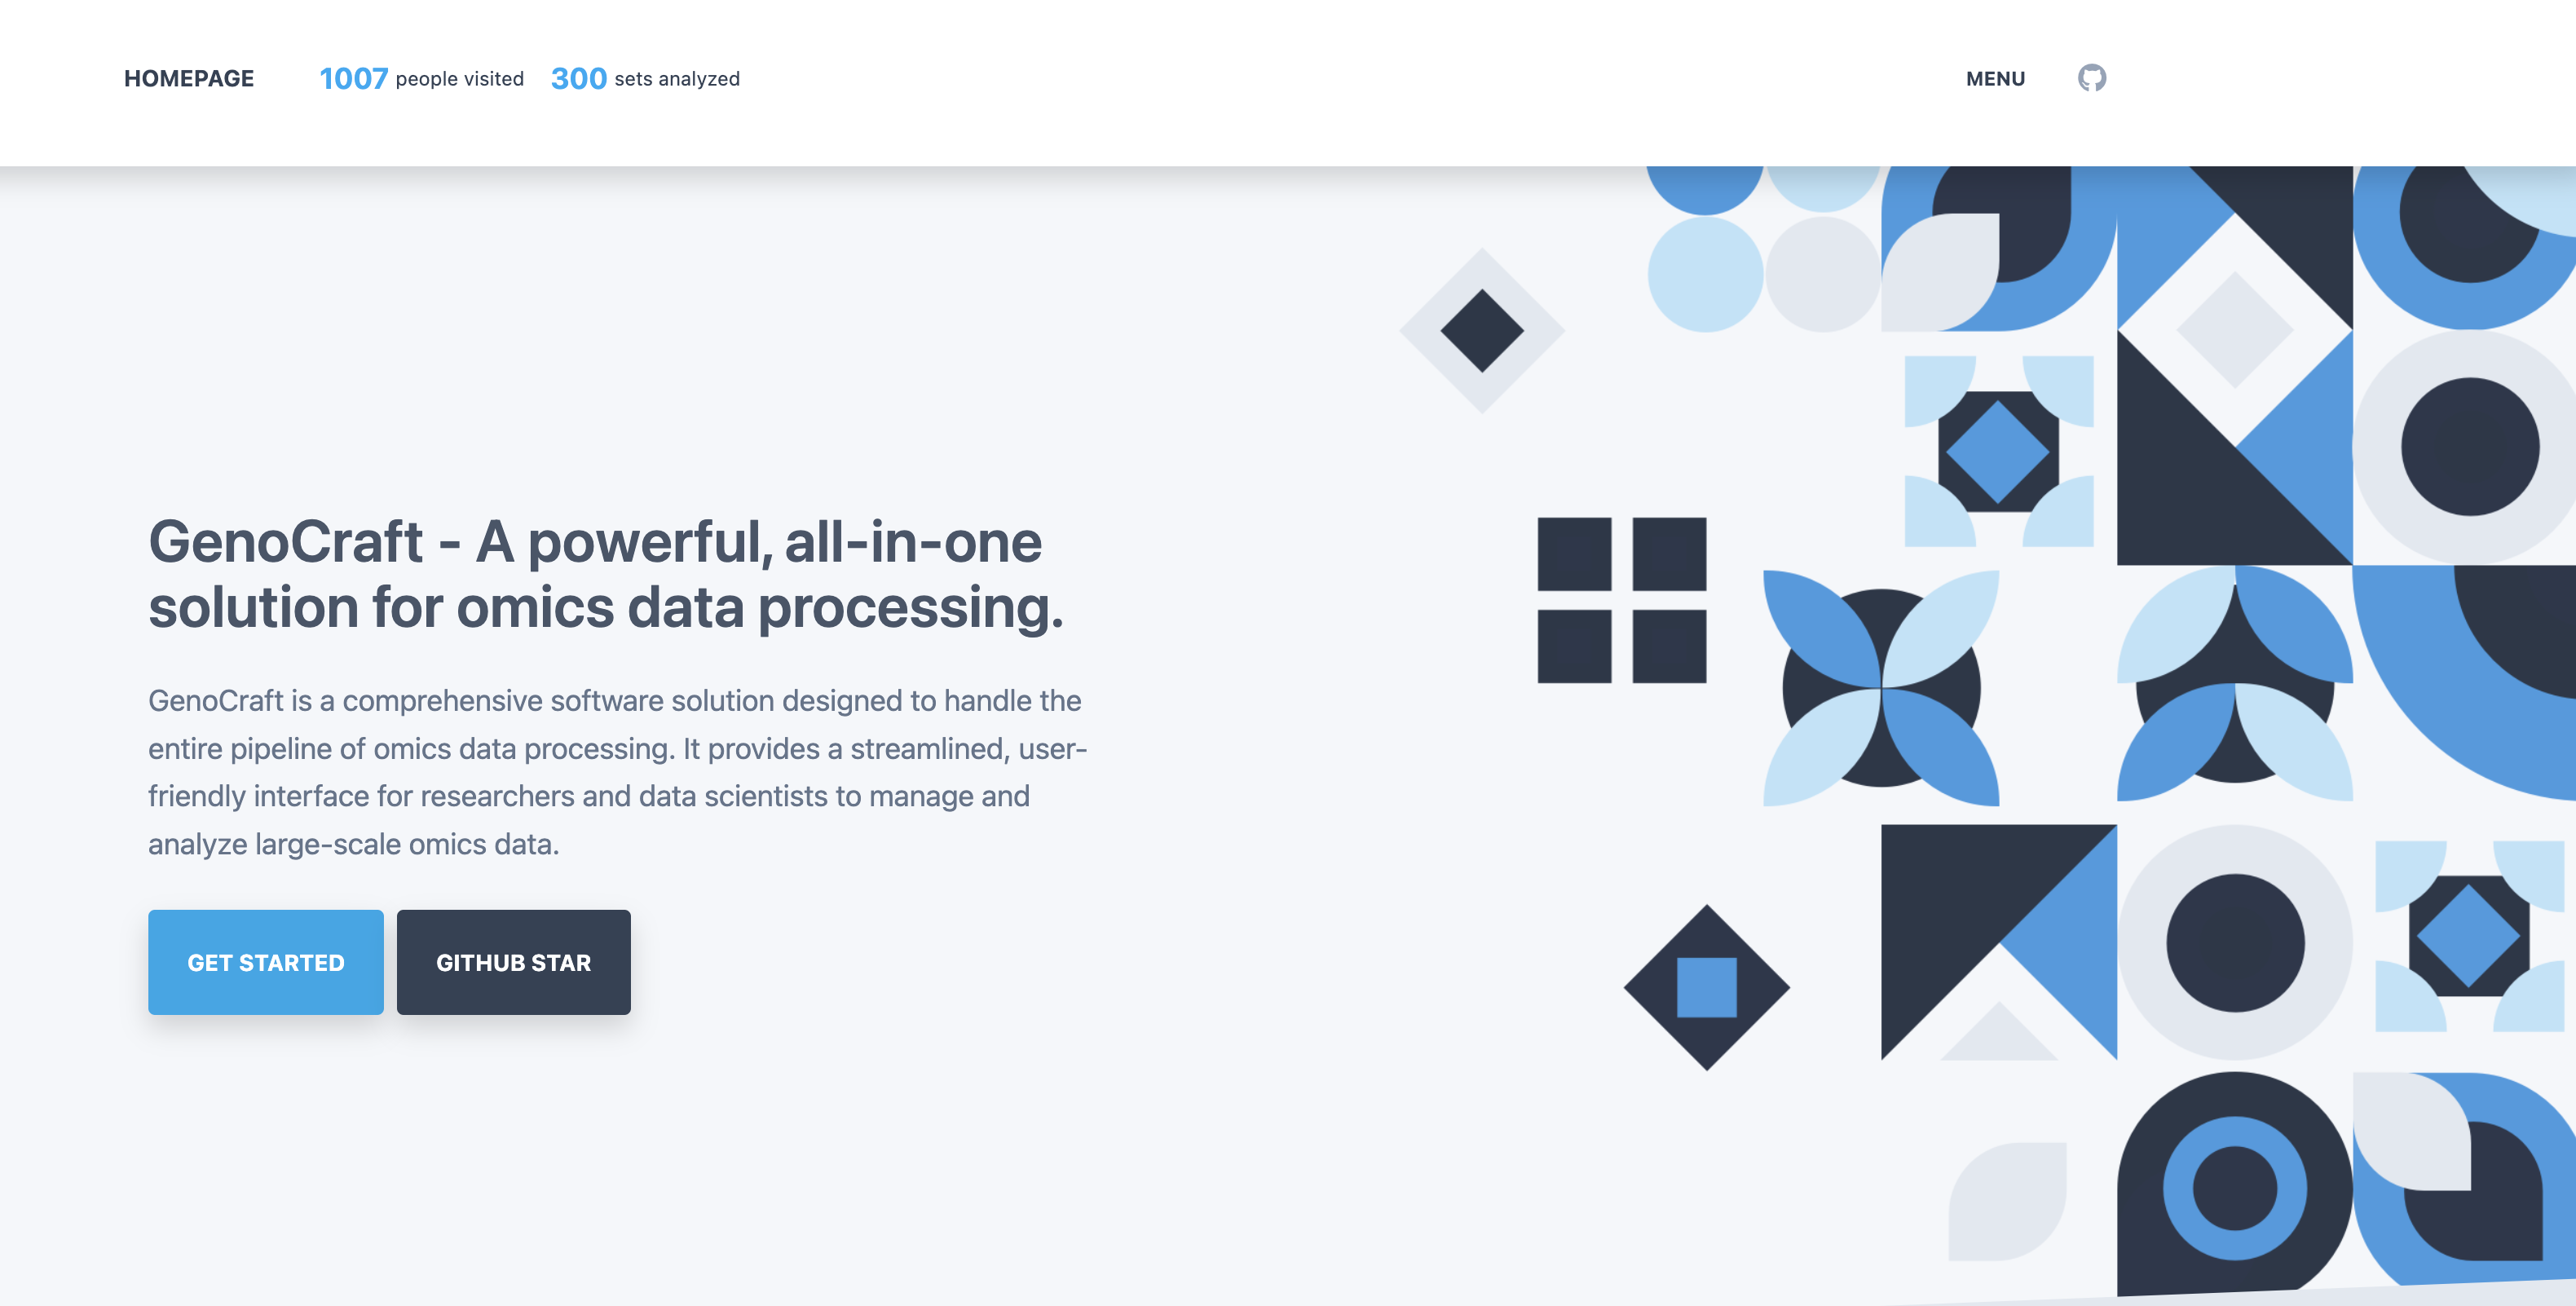 HOMEPAGE 1007 people visited 300 sets analyzed MENU
GenoCraft - A powerful, all-in-one
solution for omics data processing.
GenoCraft is a comprehensive software solution designed to handle the
entire pipeline of omics data processing. It provides a streamlined, user-
friendly interface for researchers and data scientists to manage and
analyze large-scale omics data.
GET STARTED GITHUB STAR